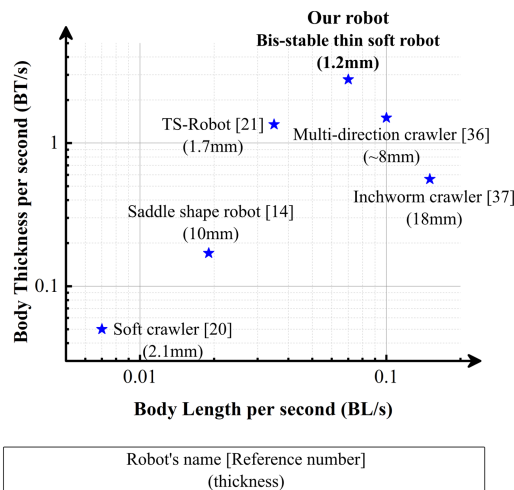 Our robot
Bis-stable thin soft robot
(1.2mm)
TS-Robot [21]
(1.7mm)
Multi-direction crawler [36]
(~8mm)
Inchworm crawler [37]
(18mm)
Saddle shape robot [14]
(10mm)
Soft crawler [20]
(2.1mm)
Body Thickness per second (BT/s)
1
0.1
0.01
0.1
Body Length per second (BL/s)
Robot's name [Reference number]
(thickness)